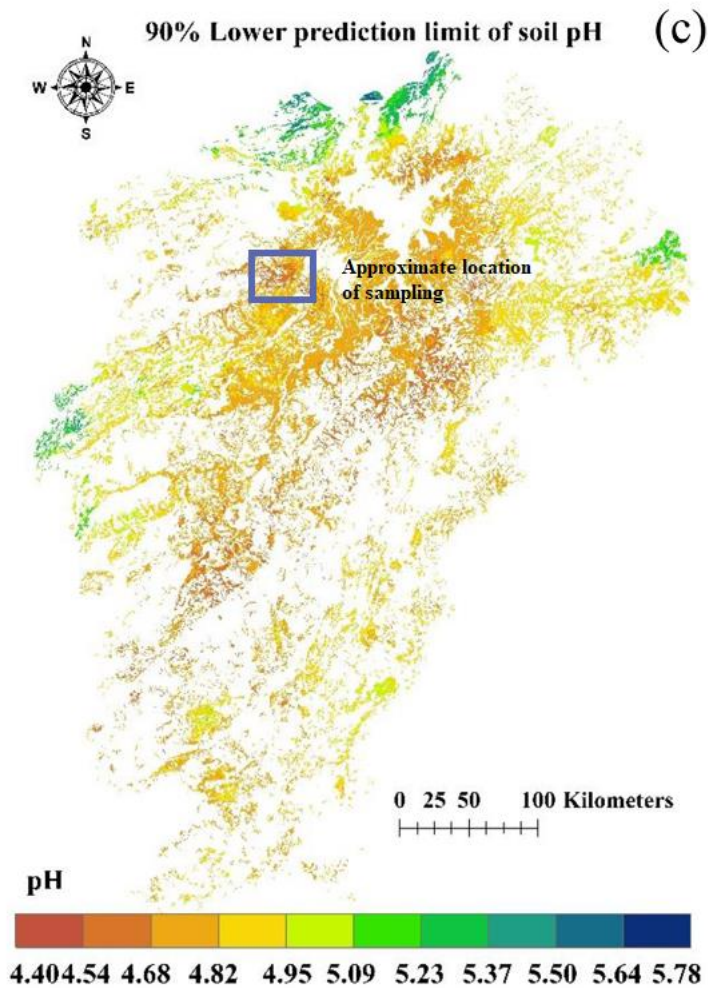 90% Lower prediction limit of soil pH
(c)
N
W E
S
Approximate location
of sampling
0 25 50 100 Kilometers
pH
4.40 4.54 4.68 4.82 4.95 5.09 5.23 5.37 5.50 5.64 5.78